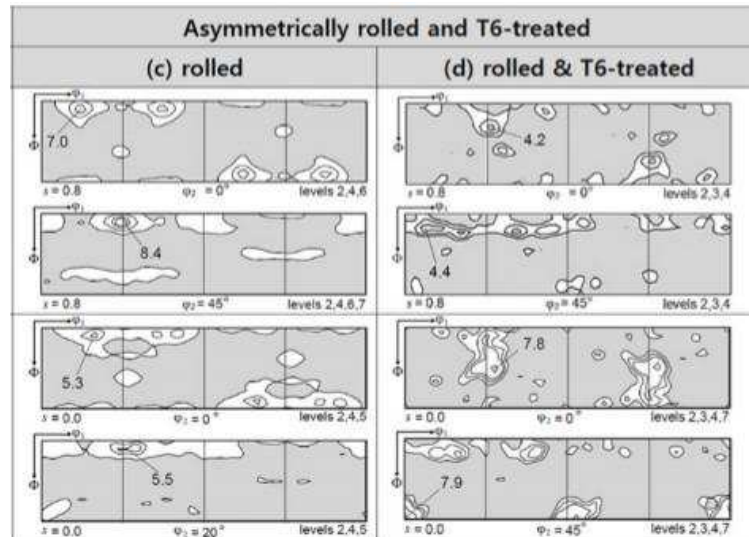 Asymmetrically rolled and T6-treated
(c) rolled
(d) rolled & T6-treated
φ₁
Φ
7.0
s = 0.8 φ₂ = 0° levels 2,4,6
φ₁
Φ
4.2
s = 0.8 φ₂ = 0° levels 2,3,4
φ₁
Φ
8.4
s = 0.8 φ₂ = 45° levels 2,4,6,7
φ₁
Φ
4.4
s = 0.8 φ₂ = 45° levels 2,3,4
φ₁
Φ
5.3
s = 0.0 φ₂ = 0° levels 2,4,5
φ₁
Φ
7.8
s = 0.0 φ₂ = 0° levels 2,3,4,7
φ₁
Φ
5.5
s = 0.0 φ₂ = 20° levels 2,4,5
φ₁
Φ
7.9
s = 0.0 φ₂ = 45° levels 2,3,4,7